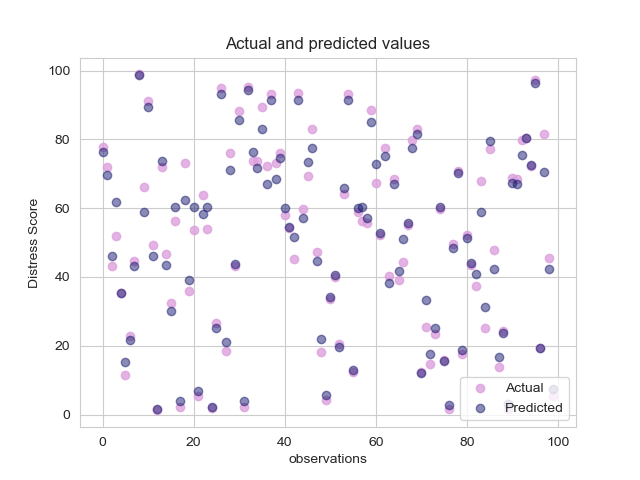 Actual and predicted values
100
80
60
40
20
0
Distress Score
Actual
Predicted
0 20 40 60 80 100
observations